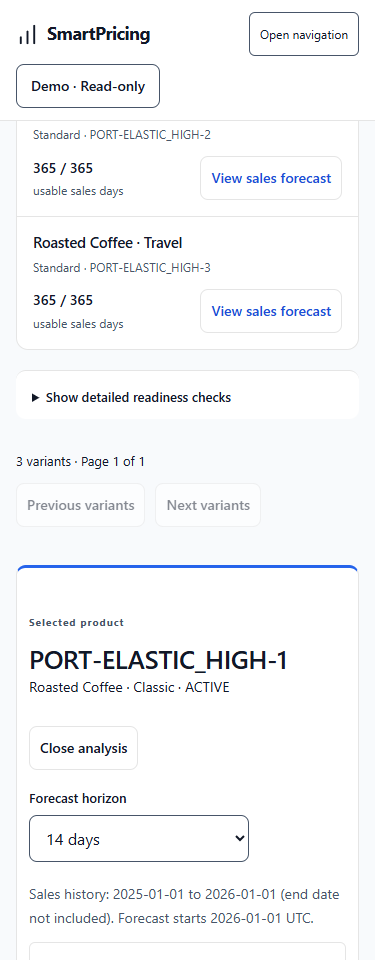 SmartPricing
Open navigation
Demo · Read-only
Standard · PORT-ELASTIC_HIGH-2
365 / 365
usable sales days
View sales forecast
Roasted Coffee · Travel
Standard · PORT-ELASTIC_HIGH-3
365 / 365
usable sales days
View sales forecast
▶ Show detailed readiness checks
3 variants · Page 1 of 1
Previous variants
Next variants
Selected product
PORT-ELASTIC_HIGH-1
Roasted Coffee · Classic · ACTIVE
Close analysis
Forecast horizon
14 days
Sales history: 2025-01-01 to 2026-01-01 (end date
not included). Forecast starts 2026-01-01 UTC.